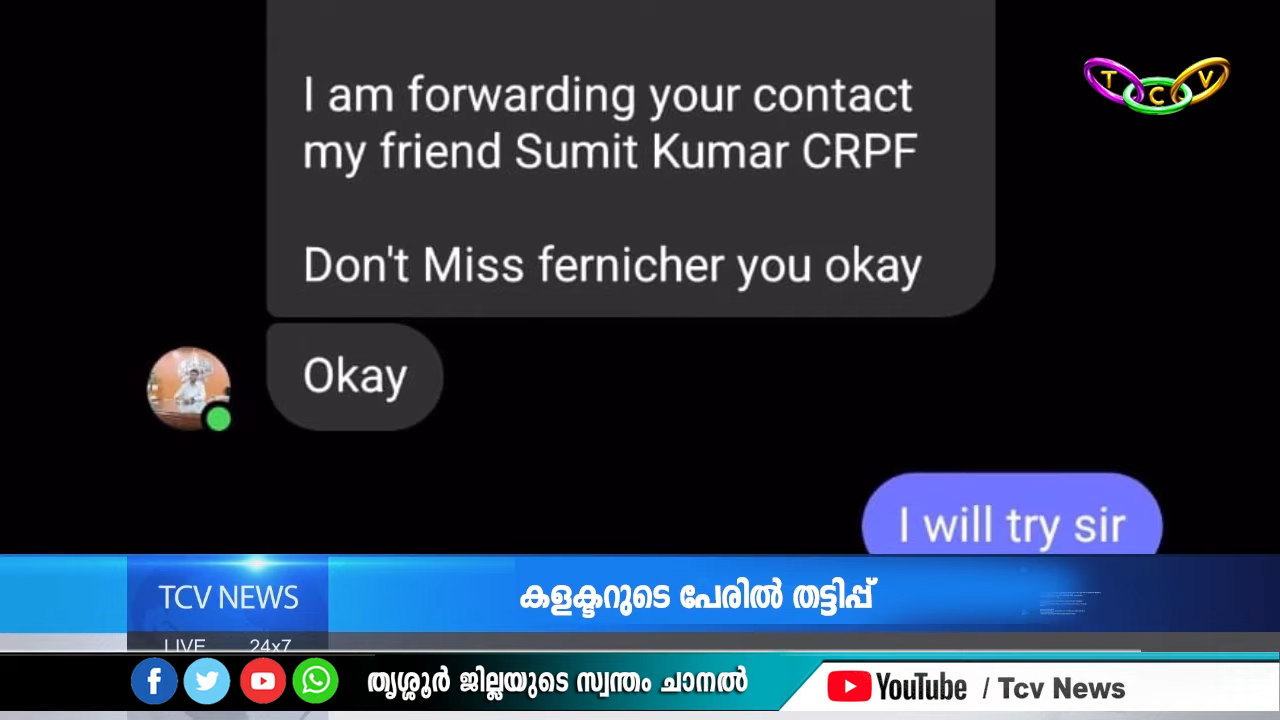 I am forwarding your contact
my friend Sumit Kumar CRPF
Don't Miss fernicher you okay
Okay
I will try sir
T C V
TCV NEWS
LIVE 24x7
കളക്ടറുടെ പേരിൽ തട്ടിപ്പ്
തൃശ്ശൂർ ജില്ലയുടെ സ്വന്തം ചാനൽ
YouTube / Tcv News